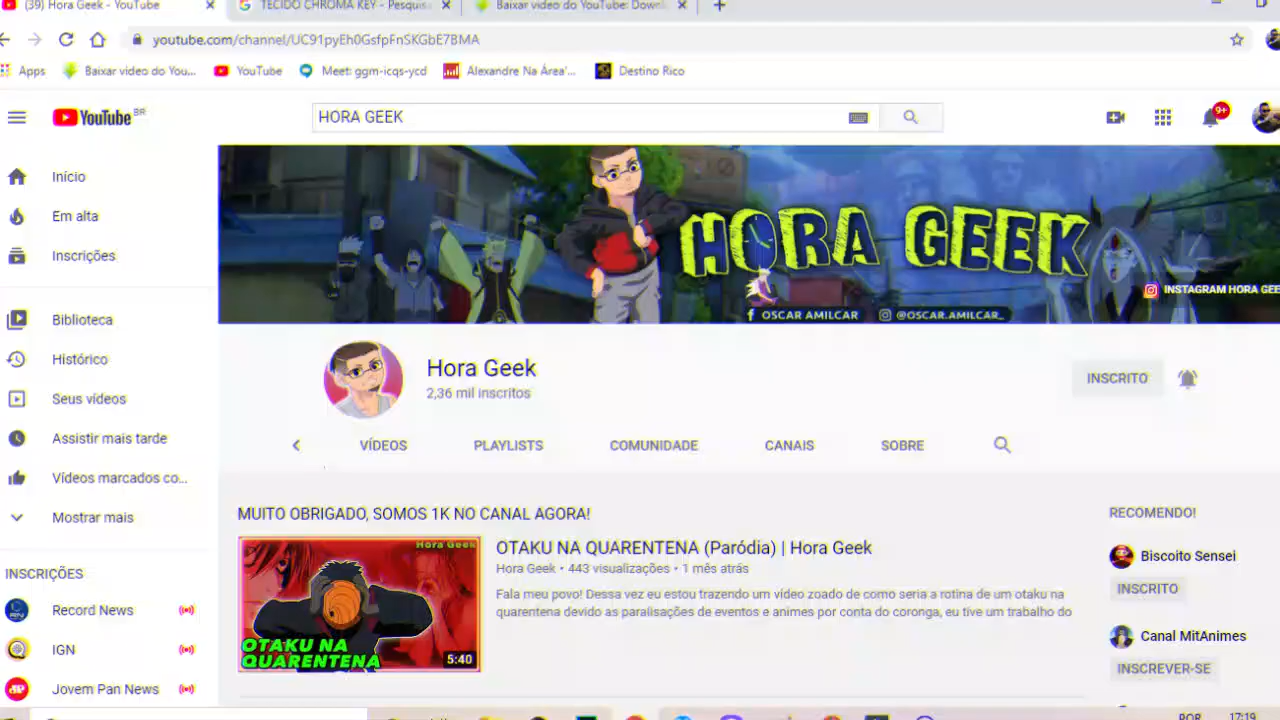 (39) Hora Geek - YouTube
TECIDO CHROMA KEY - Pesquis
Baixar video do YouTube: Down
youtube.com/channel/UC91pyEh0GsfpFnSKGbE7BMA
Apps
Baixar video do You...
YouTube
Meet: ggm-icqs-ycd
Alexandre Na Área'...
Destino Rico
YouTube BR
HORA GEEK
9+
Início
Em alta
Inscrições
Biblioteca
Histórico
Seus vídeos
Assistir mais tarde
Vídeos marcados co...
Mostrar mais
INSCRIÇÕES
Record News
IGN
Jovem Pan News
HORA GEEK
INSTAGRAM HORA GEE
OSCAR AMILCAR
@OSCAR.AMILCAR_
Hora Geek
2,36 mil inscritos
INSCRITO
VÍDEOS
PLAYLISTS
COMUNIDADE
CANAIS
SOBRE
MUITO OBRIGADO, SOMOS 1K NO CANAL AGORA!
Hora Geek
OTAKU NA
QUARENTENA
5:40
OTAKU NA QUARENTENA (Paródia) | Hora Geek
Hora Geek • 443 visualizações • 1 mês atrás
Fala meu povo! Dessa vez eu estou trazendo um vídeo zoado de como seria a rotina de um otaku na
quarentena devido as paralisações de eventos e animes por conta do coronga, eu tive um trabalho do
RECOMENDO!
Biscoito Sensei
INSCRITO
Canal MitAnimes
INSCREVER-SE
POR
17:19